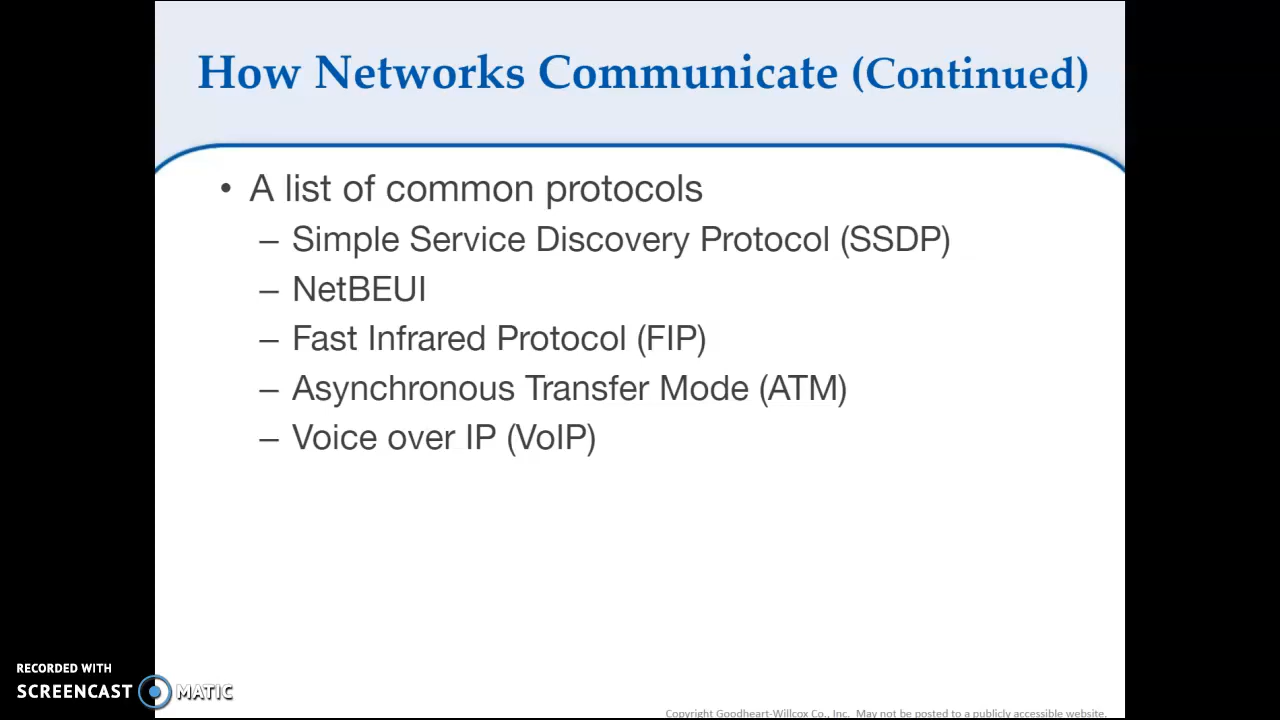 How Networks Communicate (Continued)
• A list of common protocols
– Simple Service Discovery Protocol (SSDP)
– NetBEUI
– Fast Infrared Protocol (FIP)
– Asynchronous Transfer Mode (ATM)
– Voice over IP (VoIP)
RECORDED WITH
SCREENCAST MATIC
Copyright Goodheart-Willcox Co., Inc. May not be posted to a publicly accessible website.